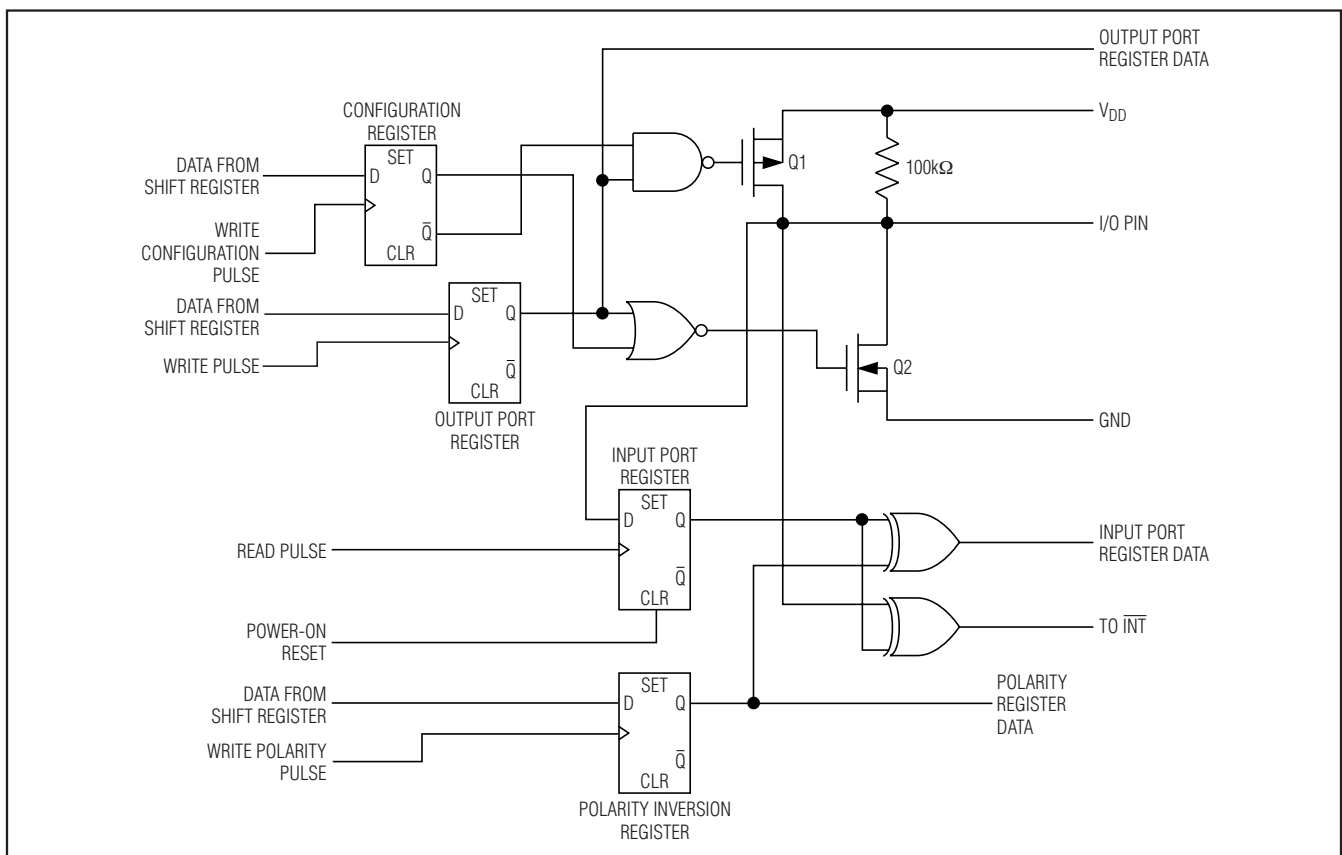 OUTPUT PORT
REGISTER DATA
CONFIGURATION
REGISTER
DATA FROM
SHIFT REGISTER
WRITE
CONFIGURATION
PULSE
SET
D
Q
Q̅
CLR
Q1
V_DD
100kΩ
I/O PIN
DATA FROM
SHIFT REGISTER
WRITE PULSE
SET
D
Q
Q̅
CLR
OUTPUT PORT
REGISTER
Q2
GND
INPUT PORT
REGISTER
SET
D
Q
Q̅
CLR
READ PULSE
POWER-ON
RESET
INPUT PORT
REGISTER DATA
TO I̅N̅T̅
DATA FROM
SHIFT REGISTER
WRITE POLARITY
PULSE
SET
D
Q
Q̅
CLR
POLARITY INVERSION
REGISTER
POLARITY
REGISTER
DATA